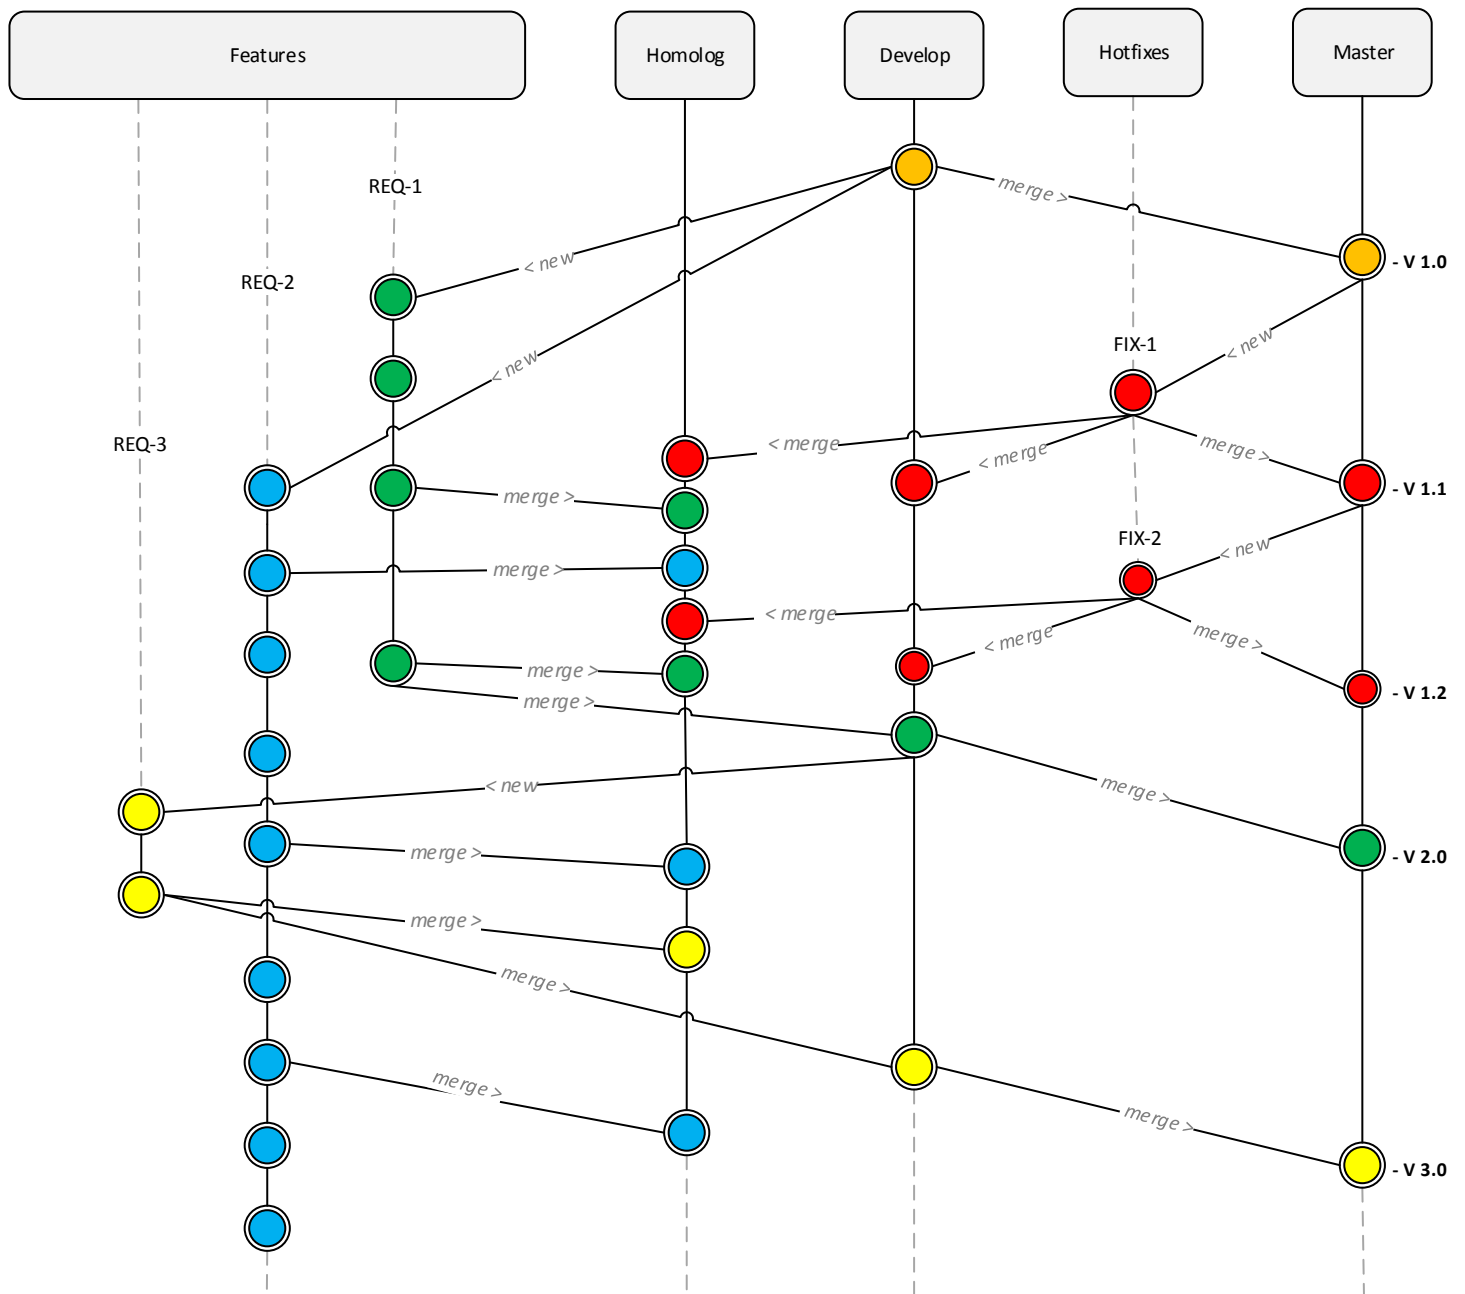 Features
Homolog
Develop
Hotfixes
Master
REQ-1
merge >
< new
- V 1.0
REQ-2
FIX-1
< new
< new
REQ-3
< merge
< merge
merge >
- V 1.1
merge >
FIX-2
< new
merge >
< merge
< merge
merge >
merge >
- V 1.2
merge >
< new
merge >
merge >
- V 2.0
merge >
merge >
merge >
merge >
- V 3.0